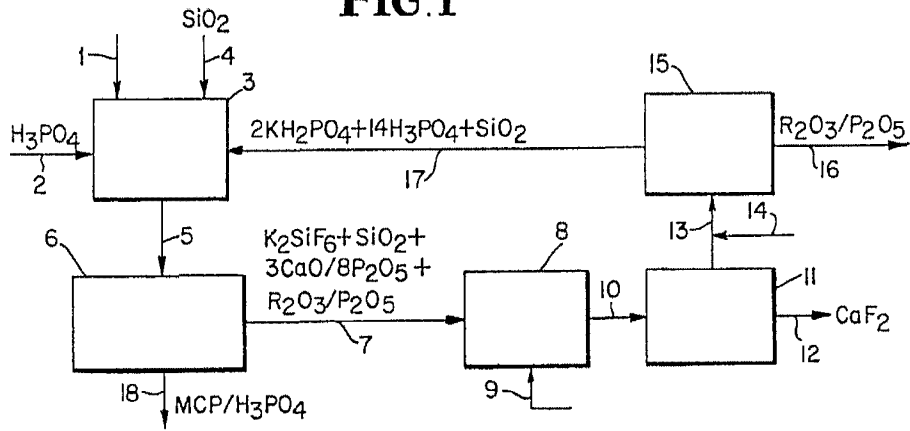 FIG.1
SiO2
1
4
3
15
H3PO4
2KH2PO4+14H3PO4+SiO2
R2O3/P2O5
2
17
16
5
13
14
6
K2SiF6+SiO2+
3CaO/8P2O5+
R2O3/P2O5
8
10
11
7
CaF2
12
9
18
MCP/H3PO4